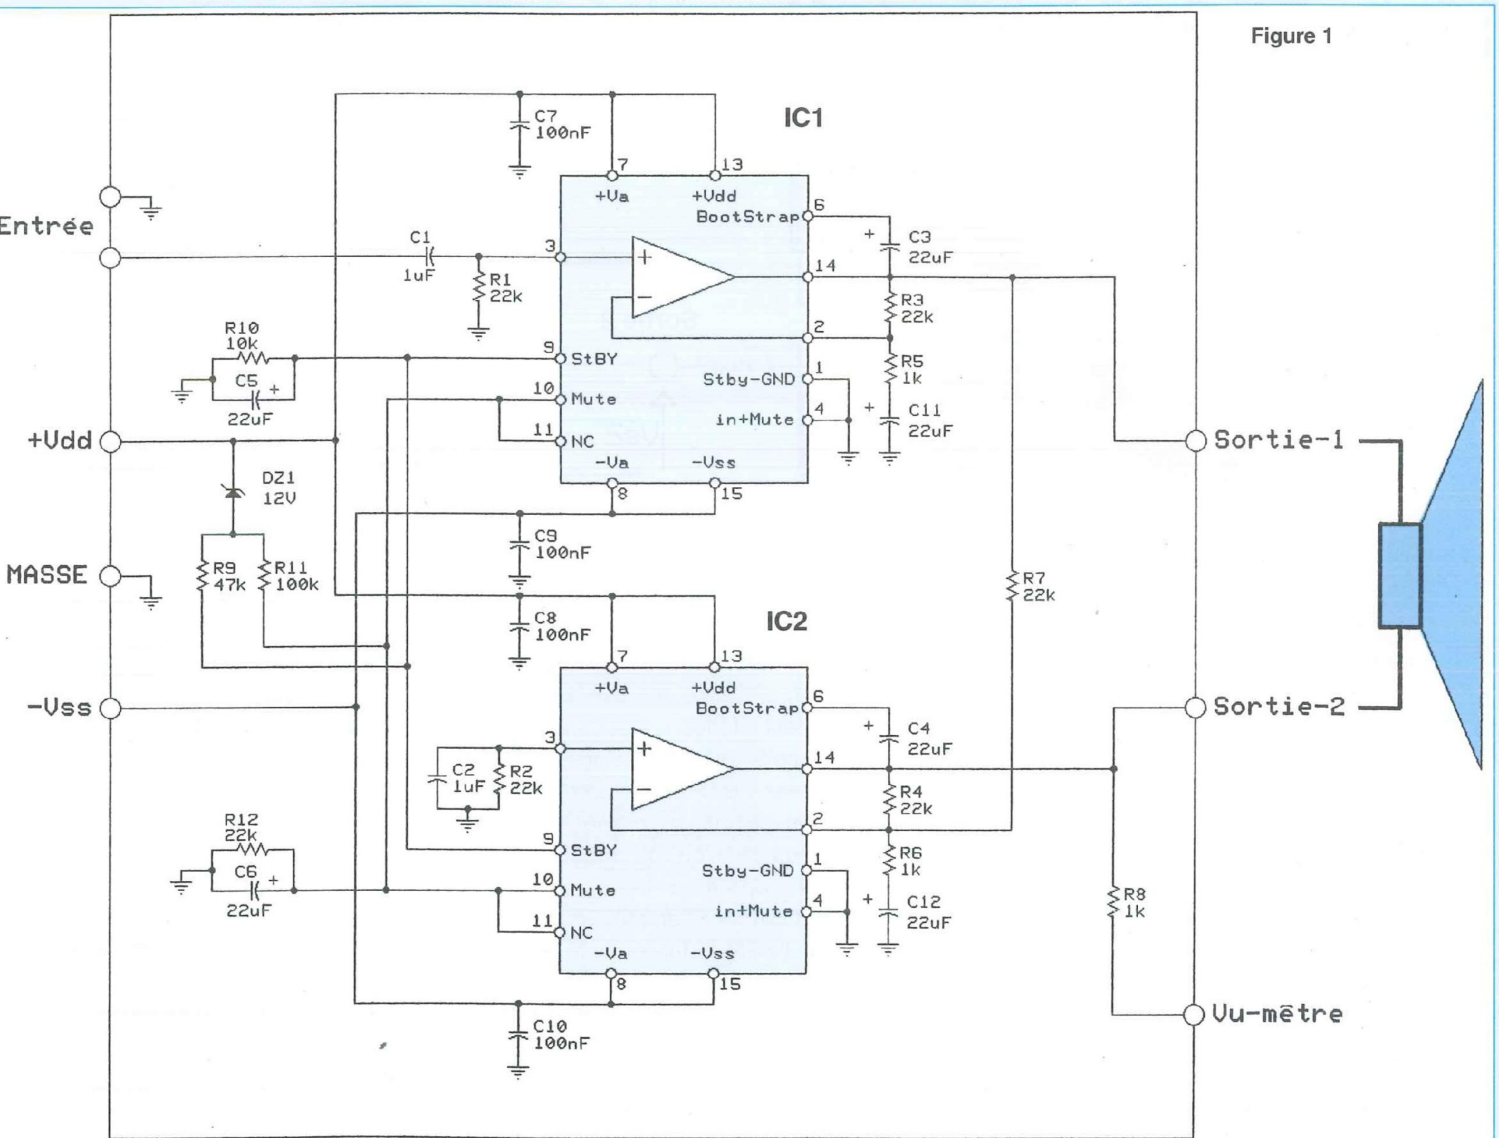 Figure 1
IC1
C7
100nF
7
13
+Va
+Vdd
BootStrap
6
+
C3
22uF
Entrée
C1
1uF
R1
22k
3
+
-
14
R3
22k
2
R10
10k
C5
+
22uF
9
StBY
10
Mute
11
NC
Stby-GND
1
in+Mute
4
R5
1k
+
C11
22uF
-Va
-Vss
8
15
+Vdd
DZ1
12V
Sortie-1
C9
100nF
MASSE
R9
47k
R11
100k
R7
22k
C8
100nF
IC2
7
13
+Va
+Vdd
BootStrap
6
+
C4
22uF
-Vss
Sortie-2
3
+
-
C2
1uF
R2
22k
14
R4
22k
2
R12
22k
C6
+
22uF
9
StBY
10
Mute
11
NC
Stby-GND
1
in+Mute
4
R6
1k
+
C12
22uF
R8
1k
-Va
-Vss
8
15
C10
100nF
Vu-mêtre